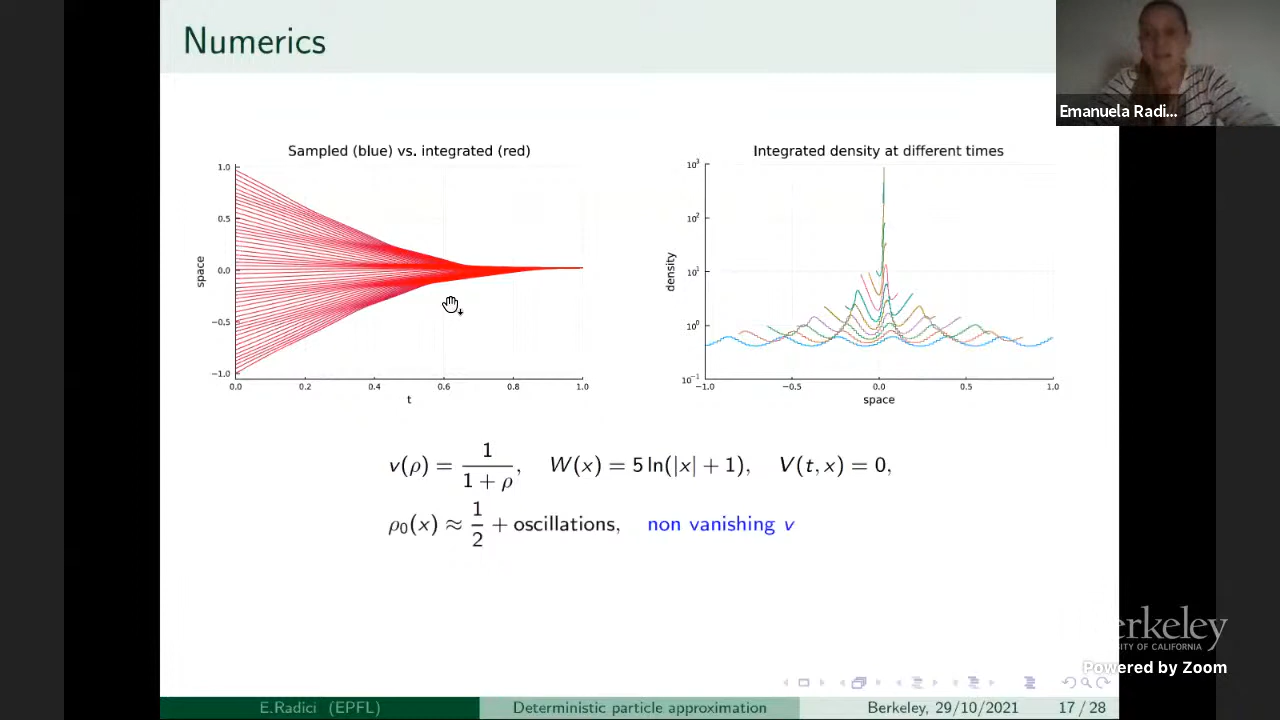 Numerics
Emanuela Radi...
Sampled (blue) vs. integrated (red)
1.0
0.5
0.0
−0.5
−1.0
space
0.0 0.2 0.4 0.6 0.8 1.0
t
Integrated density at different times
10³
10²
10¹
10⁰
10⁻¹
density
−1.0 −0.5 0.0 0.5 1.0
space
v(ρ) = 1/(1 + ρ), W(x) = 5 ln(|x| + 1), V(t, x) = 0,
ρ₀(x) ≈ 1/2 + oscillations, non vanishing v
erkeley
SITY OF CALIFORNIA
Powered by Zoom
E.Radici (EPFL) Deterministic particle approximation Berkeley, 29/10/2021 17 / 28